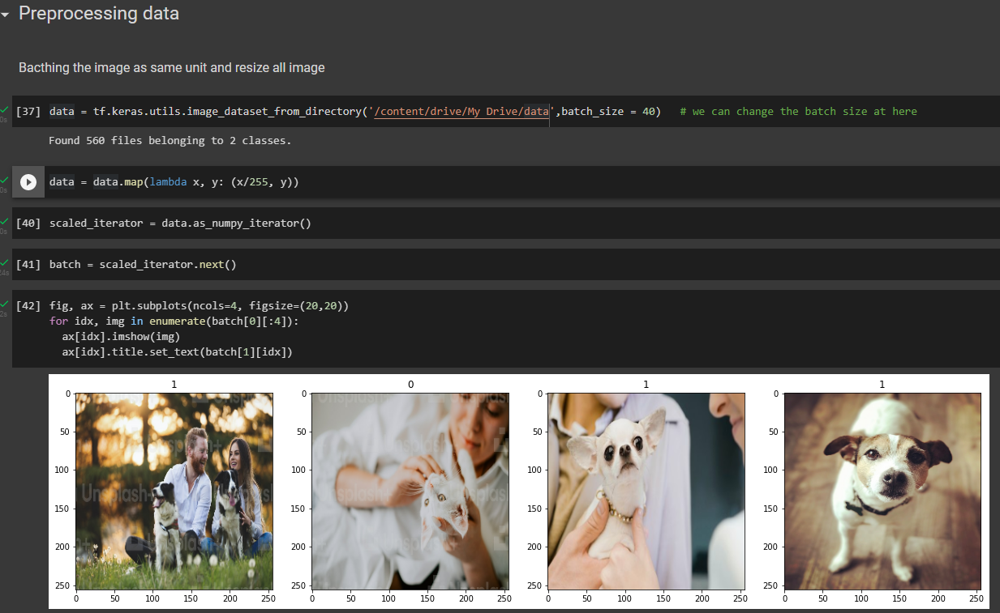 Preprocessing data
Bacthing the image as same unit and resize all image
[37] data = tf.keras.utils.image_dataset_from_directory('/content/drive/My Drive/data',batch_size = 40)   # we can change the batch size at here
0s
Found 560 files belonging to 2 classes.
data = data.map(lambda x, y: (x/255, y))
0s
[40] scaled_iterator = data.as_numpy_iterator()
0s
[41] batch = scaled_iterator.next()
[42] fig, ax = plt.subplots(ncols=4, figsize=(20,20))
for idx, img in enumerate(batch[0][:4]):
  ax[idx].imshow(img)
  ax[idx].title.set_text(batch[1][idx])
1 0 1 1
0 0 0 0
50 50 50 50
100 100 100 100
Unsplash+
150 150 150 150
200 200 200 200
250 250 250 250
0 50 100 150 200 250 0 50 100 150 200 250 0 50 100 150 200 250 0 50 100 150 200 250